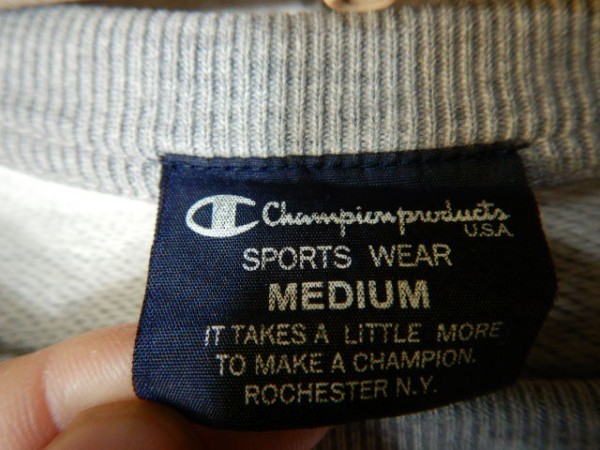 Champion products
U.S.A.
SPORTS WEAR
MEDIUM
IT TAKES A LITTLE MORE
TO MAKE A CHAMPION.
ROCHESTER N.Y.